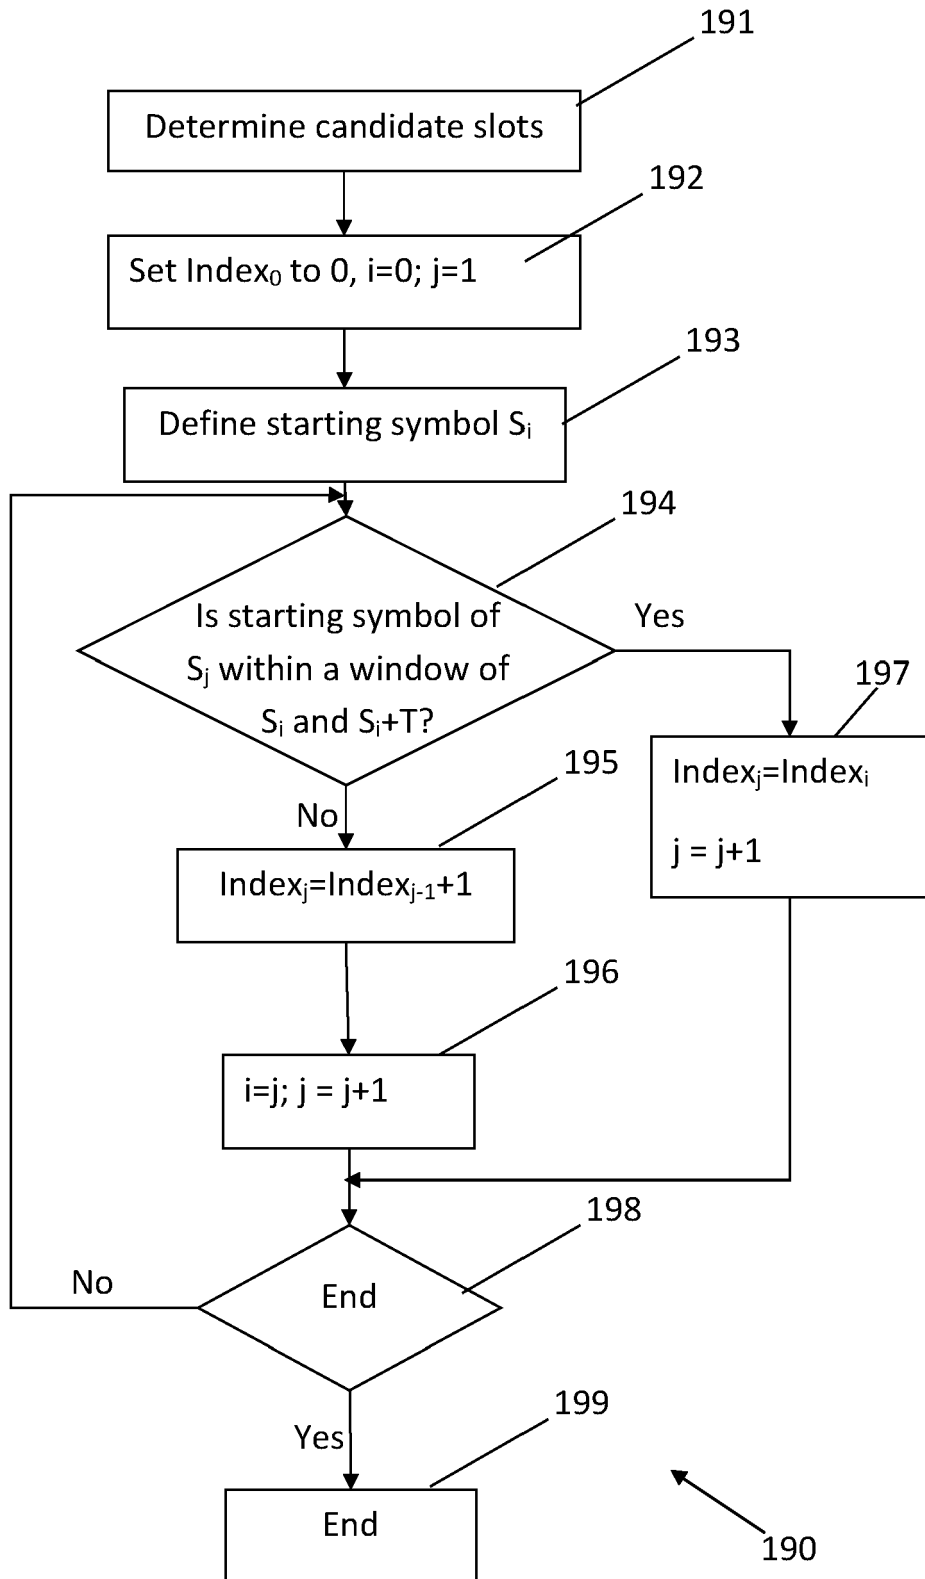 191
Determine candidate slots
192
Set Index₀ to 0, i=0; j=1
193
Define starting symbol Sᵢ
194
Is starting symbol of
Sⱼ within a window of
Sᵢ and Sᵢ+T?
Yes
197
Indexⱼ=Indexᵢ
j = j+1
No
195
Indexⱼ=Indexⱼ₋₁+1
196
i=j; j = j+1
198
End
No
Yes
199
End
190